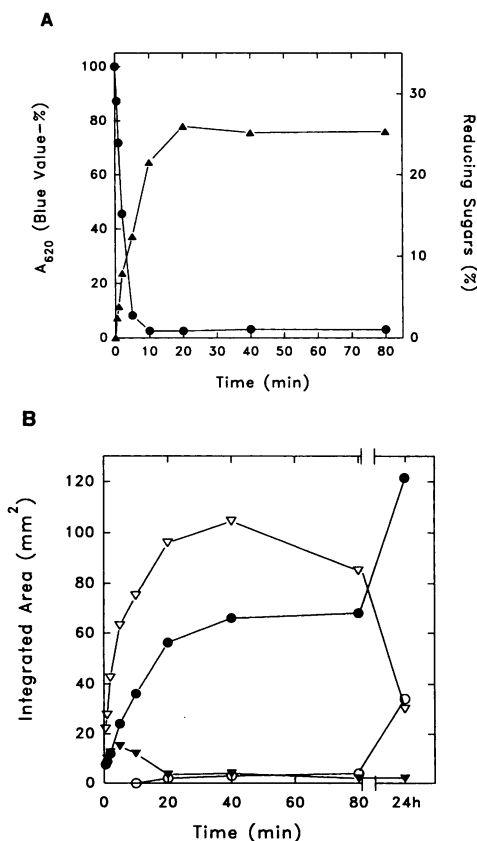 A
A620 (Blue Value-%)
100
80
60
40
20
0
Reducing Sugars (%)
30
20
10
0
0 10 20 30 40 50 60 70 80
Time (min)
B
Integrated Area (mm2)
120
100
80
60
40
20
0
0 20 40 60 80 24h
Time (min)